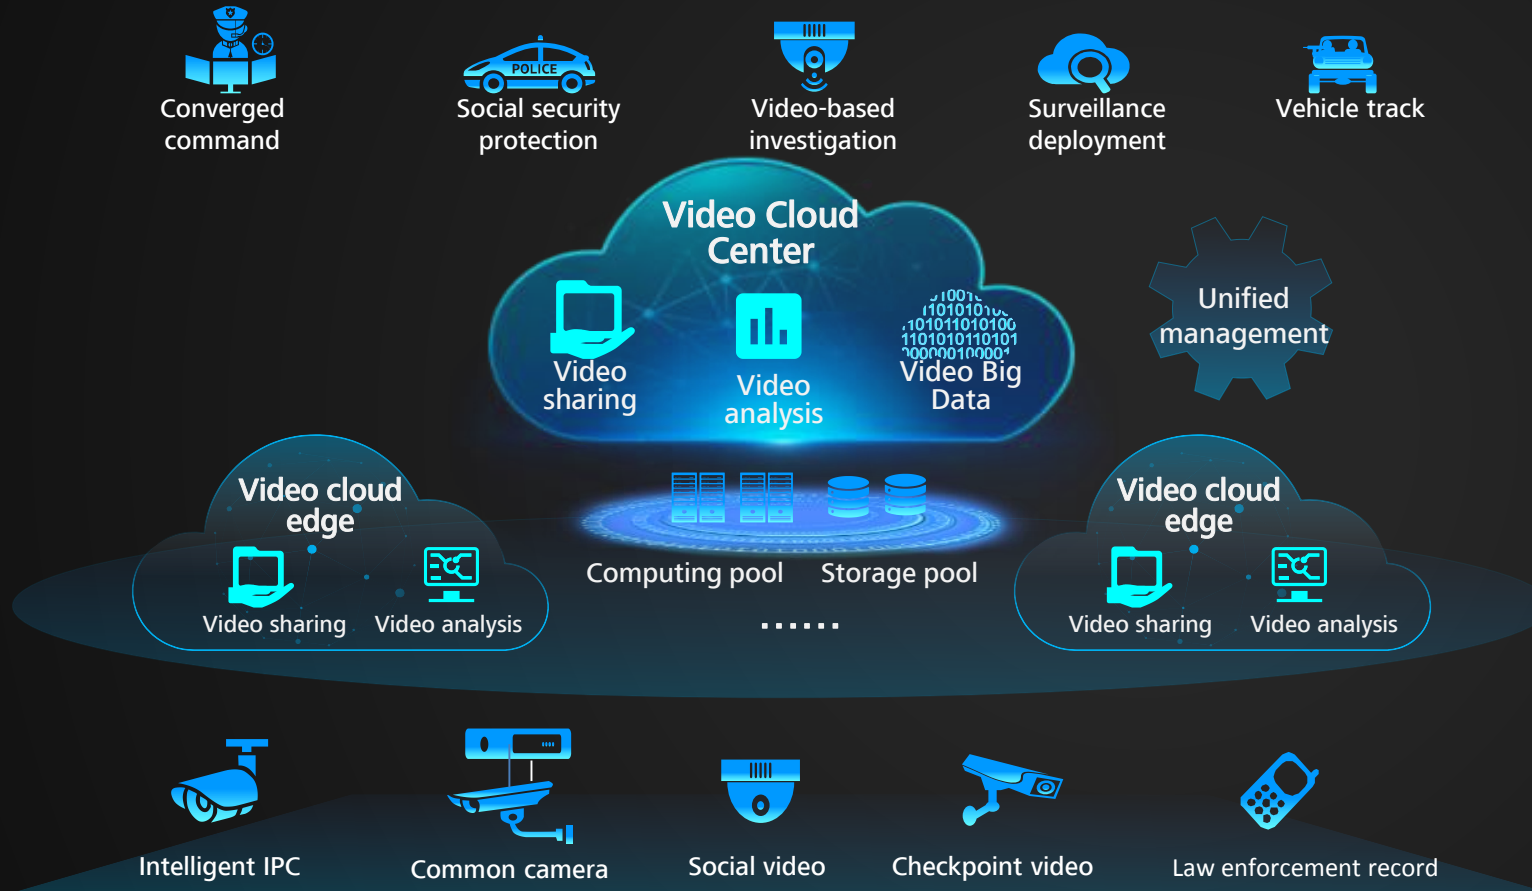 POLICE
Converged
command
Social security
protection
Video-based
investigation
Surveillance
deployment
Vehicle track
Video Cloud
Center
Unified
management
1101010110101
Video
sharing
Video
analysis
Video Big
Data
Video cloud
edge
Video sharing
Video analysis
Computing pool
Storage pool
......
Video cloud
edge
Video sharing
Video analysis
Intelligent IPC
Common camera
Social video
Checkpoint video
Law enforcement record